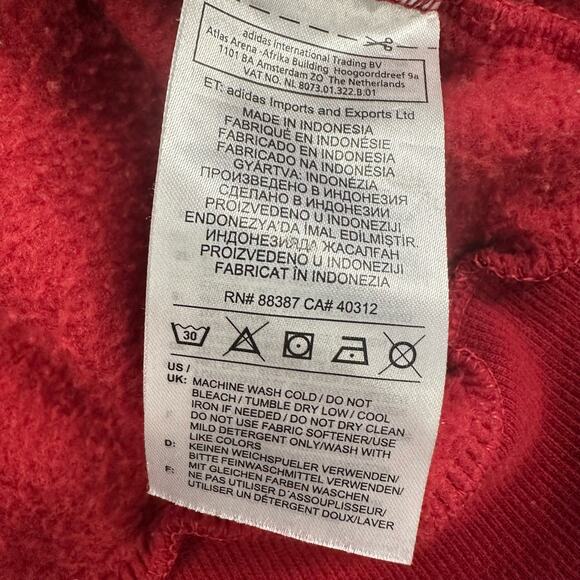 adidas International Trading BV
Atlas Arena -Afrika Building Hoogoorddreef 9a
1101 BA Amsterdam ZO The Netherlands
VAT NO. NL 8073.01.322.B.01
ET: adidas Imports and Exports Ltd
MADE IN INDONESIA
FABRIQUÉ EN INDONÉSIE
FABRICADO EN INDONESIA
FABRICADO NA INDONÉSIA
GYÁRTVA: INDONÉZIA
ПРОИЗВЕДЕНО В ИНДОНЕЗИЯ
СДЕЛАНО В ИНДОНЕЗИИ
PROIZVEDENO U INDONEZIJI
ENDONEZYA'DA İMAL EDİLMİŞTİR.
ИНДОНЕЗИЯДА ЖАСАЛҒАН
PROIZVEDENO U INDONEZIJI
FABRICAT ÎN INDONEZIA
RN# 88387 CA# 40312
30
US /
UK: MACHINE WASH COLD / DO NOT
BLEACH / TUMBLE DRY LOW / COOL
IRON IF NEEDED / DO NOT DRY CLEAN
DO NOT USE FABRIC SOFTENER/USE
MILD DETERGENT ONLY/WASH WITH
LIKE COLORS
D: KEINEN WEICHSPUELER VERWENDEN/
BITTE FEINWASCHMITTEL VERWENDEN/
MIT GLEICHEN FARBEN WASCHEN
F: NE PAS UTILISER D'ASSOUPLISSEUR/
UTILISER UN DÉTERGENT DOUX/LAVER